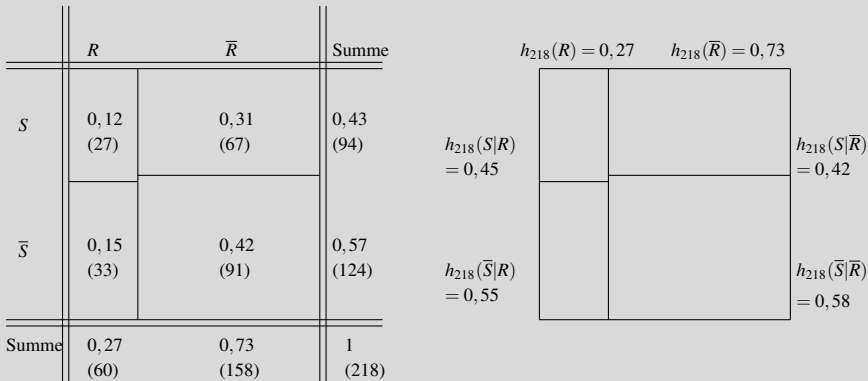 R R̅ Summe
S 0,12 0,31 0,43
(27) (67) (94)
S̅ 0,15 0,42 0,57
(33) (91) (124)
Summe 0,27 0,73 1
(60) (158) (218)
h₂₁₈(R) = 0,27 h₂₁₈(R̅) = 0,73
h₂₁₈(S|R)
= 0,45
h₂₁₈(S|R̅)
= 0,42
h₂₁₈(S̅|R)
= 0,55
h₂₁₈(S̅|R̅)
= 0,58